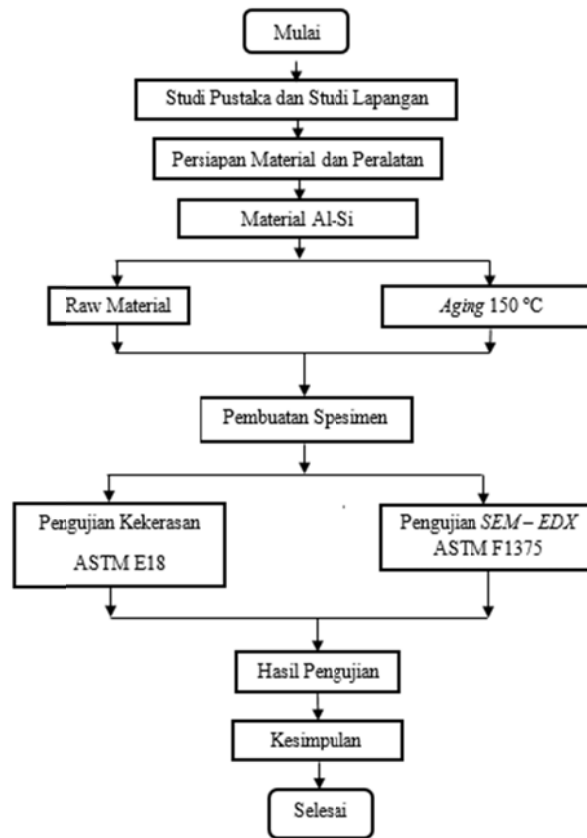 Mulai
Studi Pustaka dan Studi Lapangan
Persiapan Material dan Peralatan
Material Al-Si
Raw Material
Aging 150 °C
Pembuatan Spesimen
Pengujian Kekerasan
ASTM E18
Pengujian SEM – EDX
ASTM F1375
Hasil Pengujian
Kesimpulan
Selesai